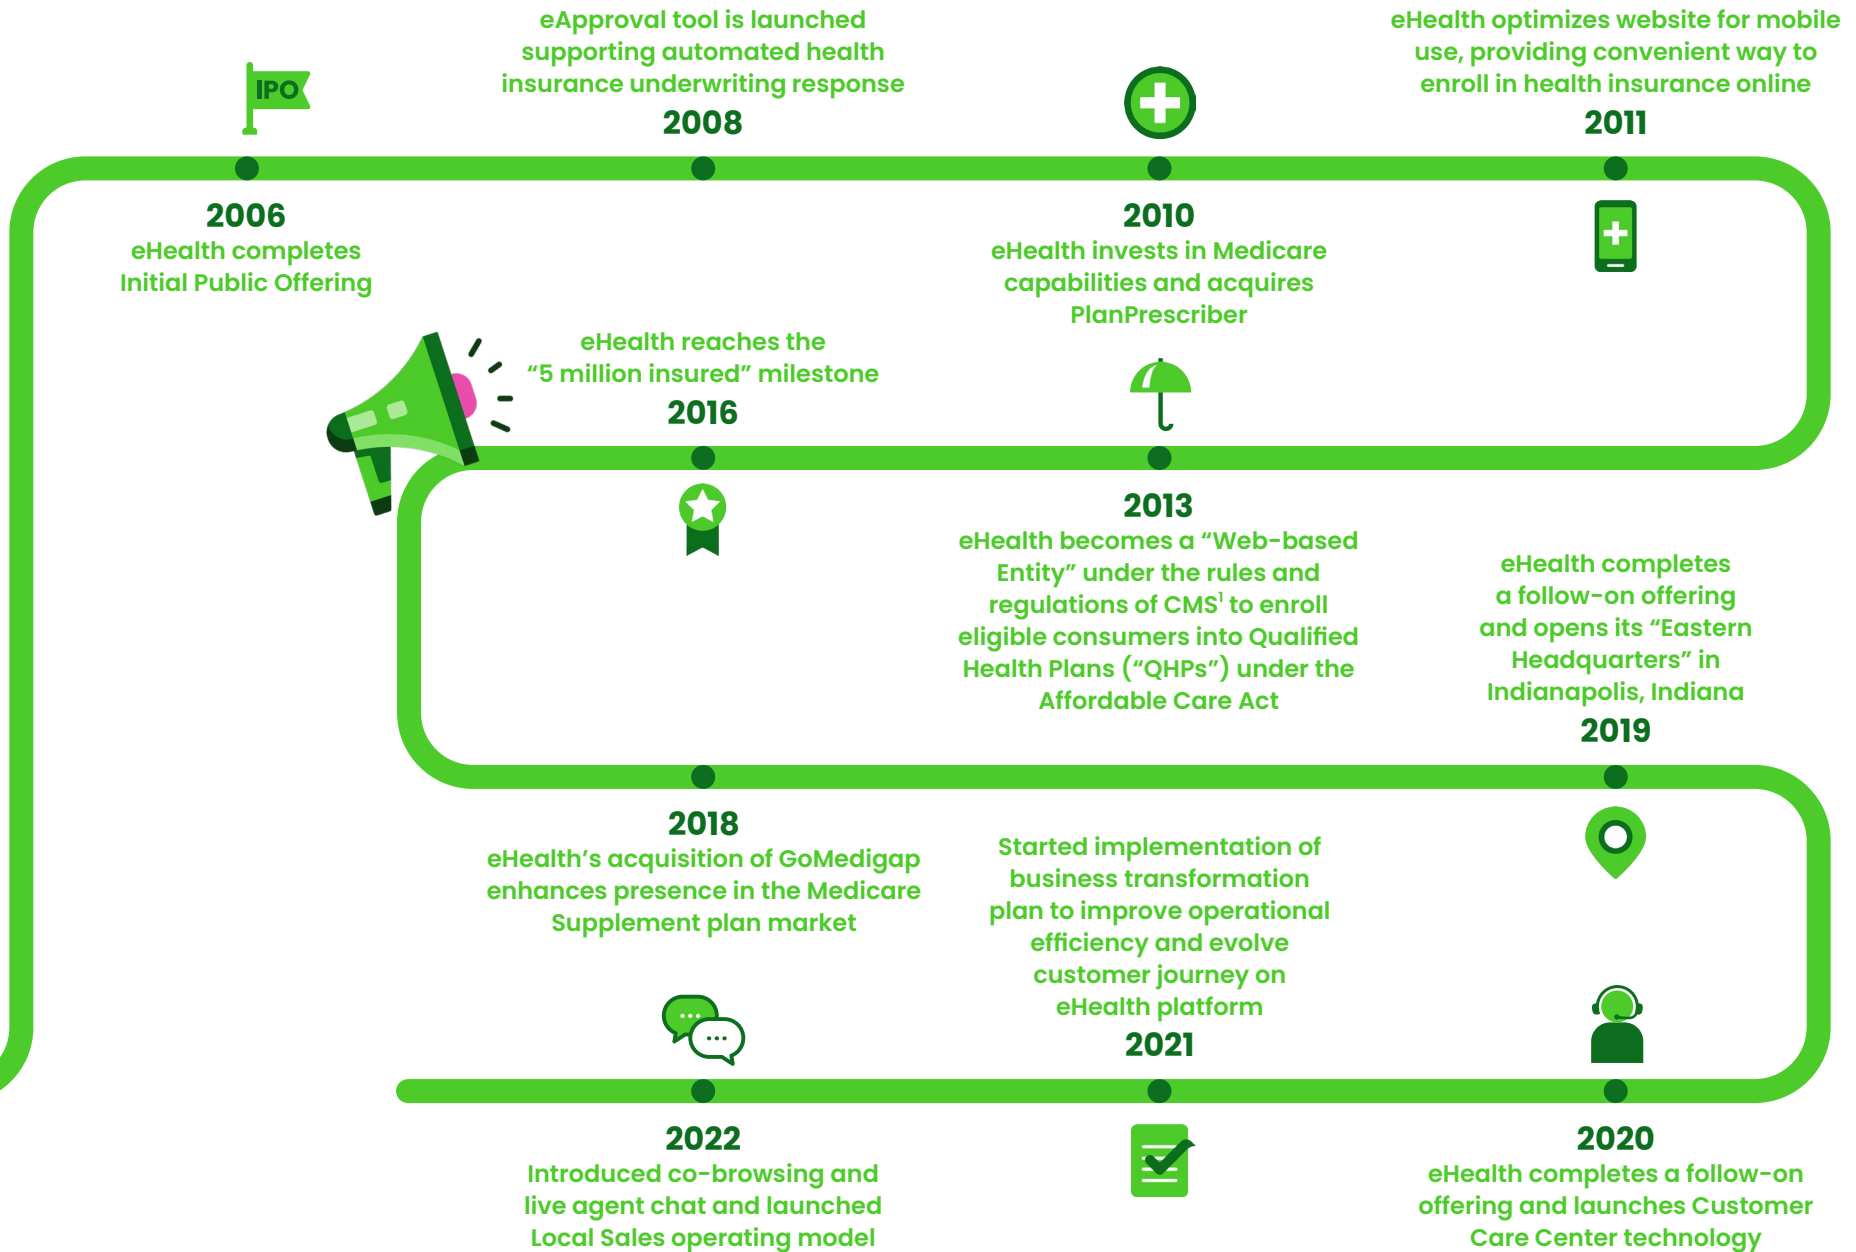 IPO
2006
eHealth completes
Initial Public Offering
eApproval tool is launched
supporting automated health
insurance underwriting response
2008
2010
eHealth invests in Medicare
capabilities and acquires
PlanPrescriber
eHealth optimizes website for mobile
use, providing convenient way to
enroll in health insurance online
2011
2013
eHealth becomes a “Web-based
Entity” under the rules and
regulations of CMS¹ to enroll
eligible consumers into Qualified
Health Plans (“QHPs”) under the
Affordable Care Act
eHealth reaches the
“5 million insured” milestone
2016
2018
eHealth’s acquisition of GoMedigap
enhances presence in the Medicare
Supplement plan market
eHealth completes
a follow-on offering
and opens its “Eastern
Headquarters” in
Indianapolis, Indiana
2019
2020
eHealth completes a follow-on
offering and launches Customer
Care Center technology
Started implementation of
business transformation
plan to improve operational
efficiency and evolve
customer journey on
eHealth platform
2021
2022
Introduced co-browsing and
live agent chat and launched
Local Sales operating model